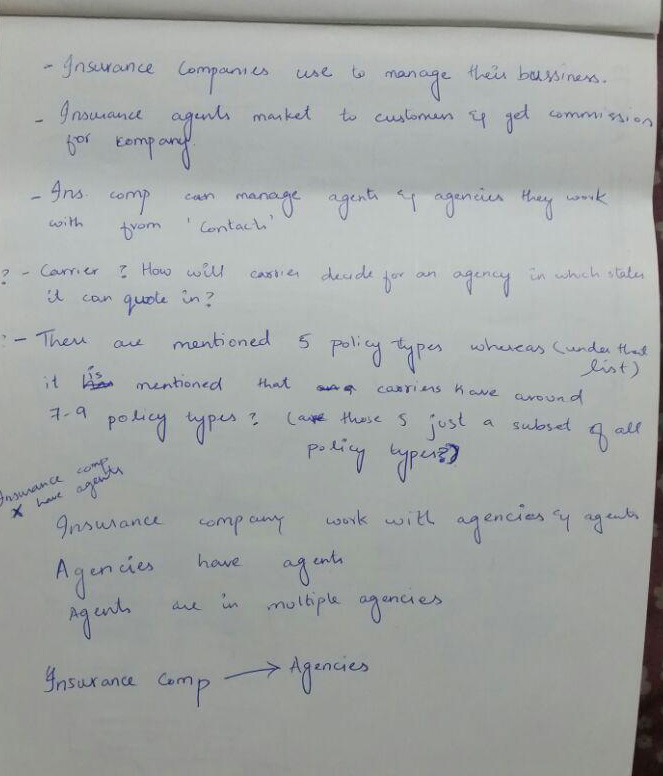 - Insurance Companies use to manage their bussiness.
- Insurance agents market to customers & get commission
for company.
- Ins. comp can manage agents & agencies they work
with from 'Contacts'
? - Carrier ? How will carrier decide for an agency in which states
it can quote in?
? - There are mentioned 5 policy types whereas (under that
list)
it is mentioned that carriers have around
7-9 policy types? (are those 5 just a subset of all
policy types?)
Insurance comp
x have agents
Insurance company work with agencies & agents
Agencies have agents
Agents are in multiple agencies
Insurance comp → Agencies